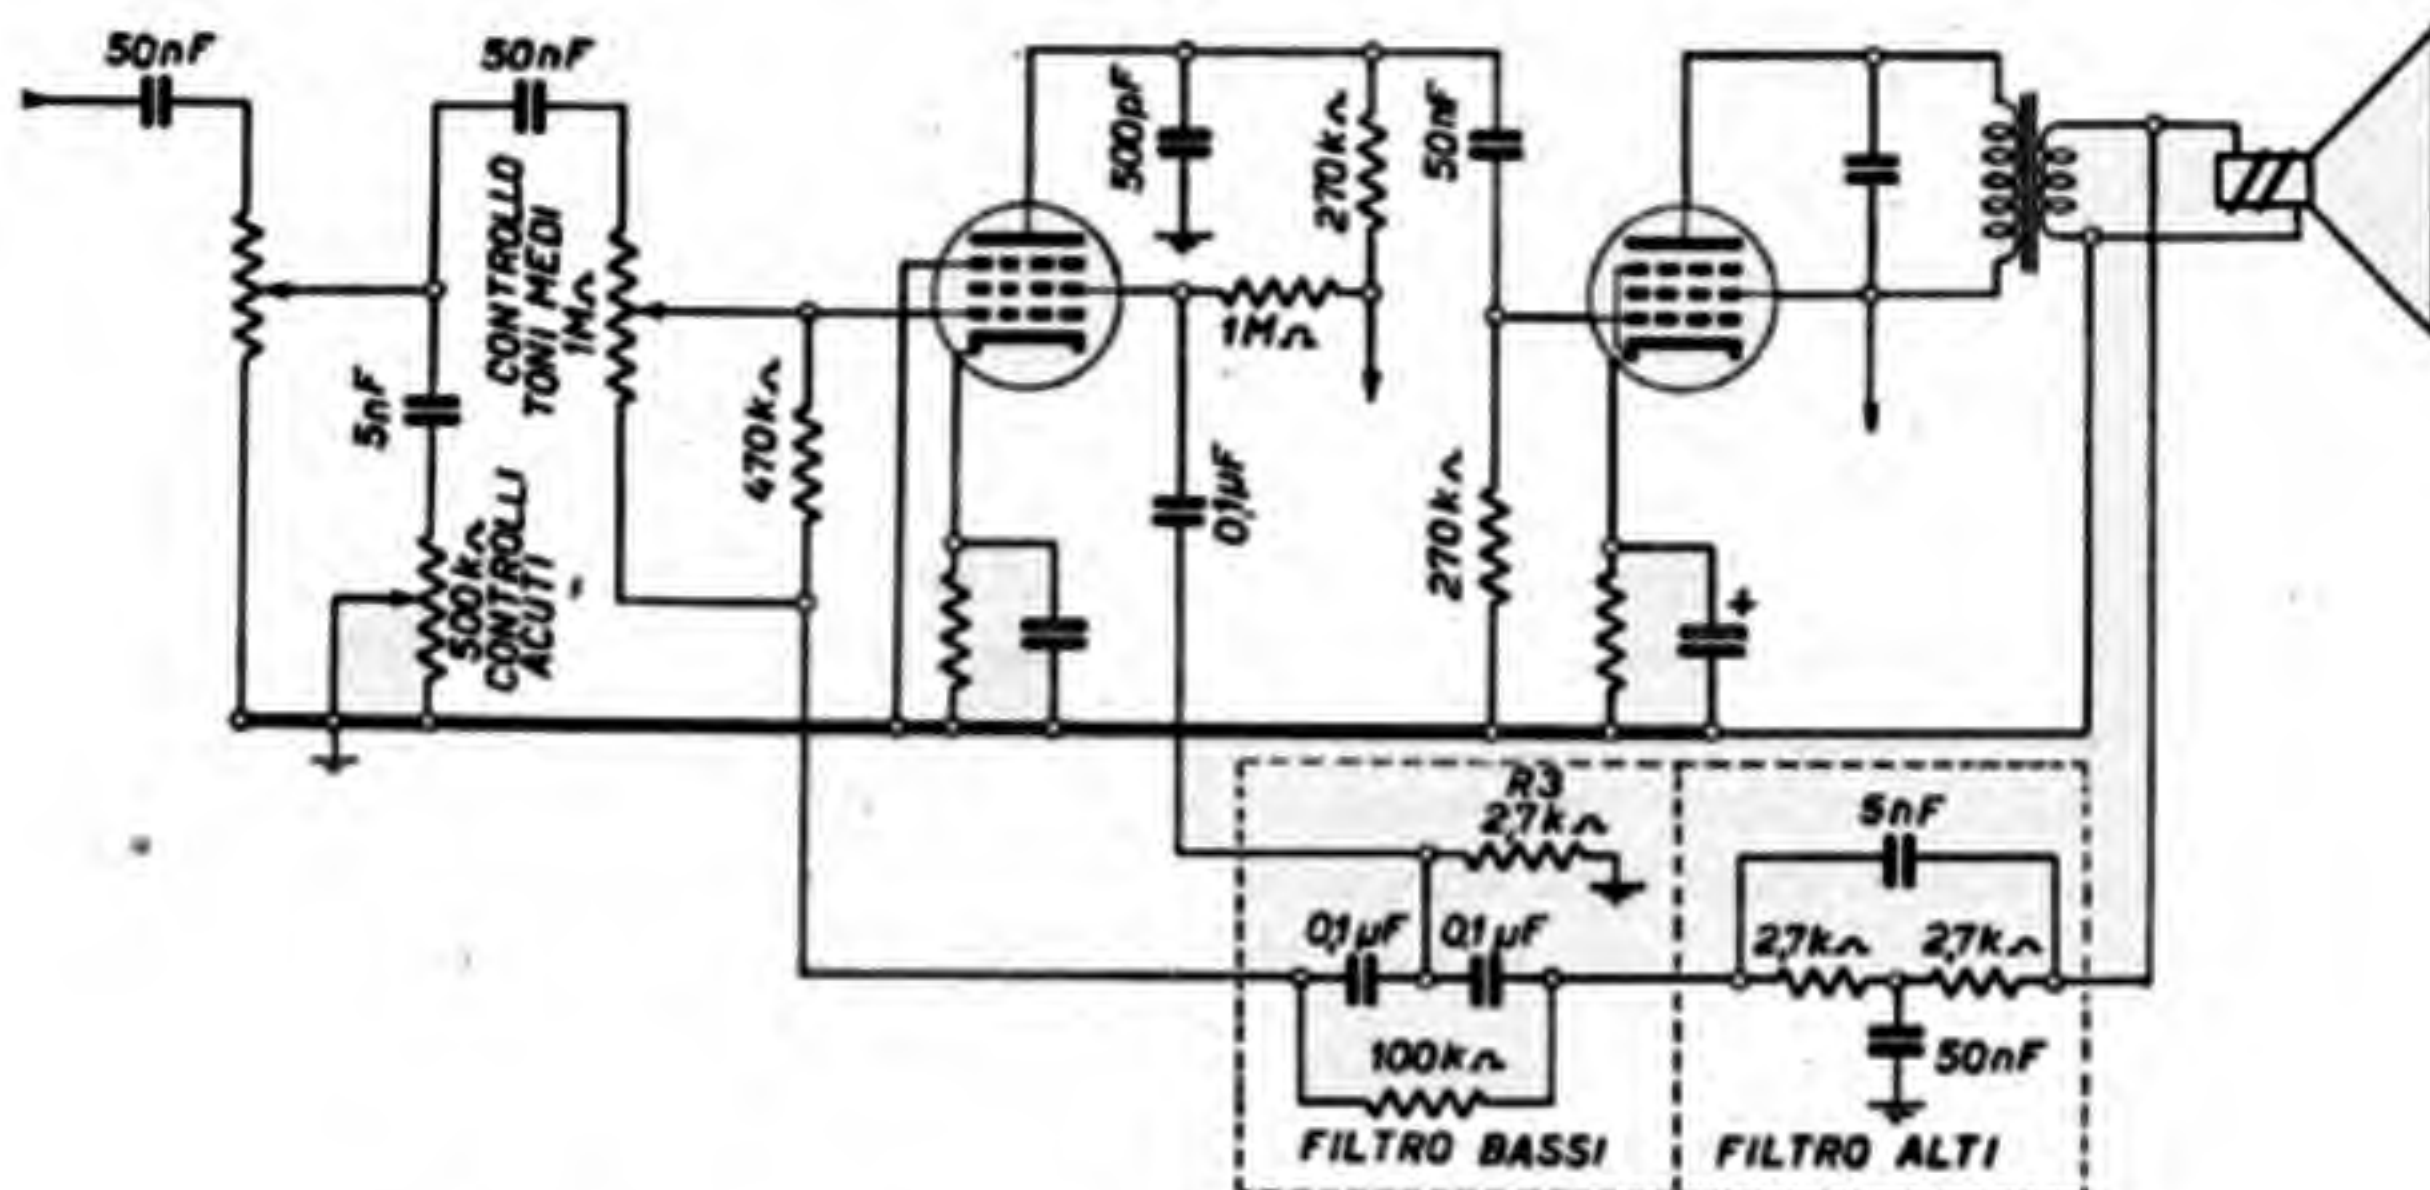 50nF
50nF
CONTROLLO
TONI MEDI
1MΩ
5nF
500kΩ
CONTROLLI
ACUTI
470kΩ
500pF
270kΩ
50nF
1MΩ
0,1µF
270kΩ
+
R3
2,7kΩ
0,1µF
0,1µF
100kΩ
FILTRO BASSI
5nF
2,7kΩ
2,7kΩ
50nF
FILTRO ALTI